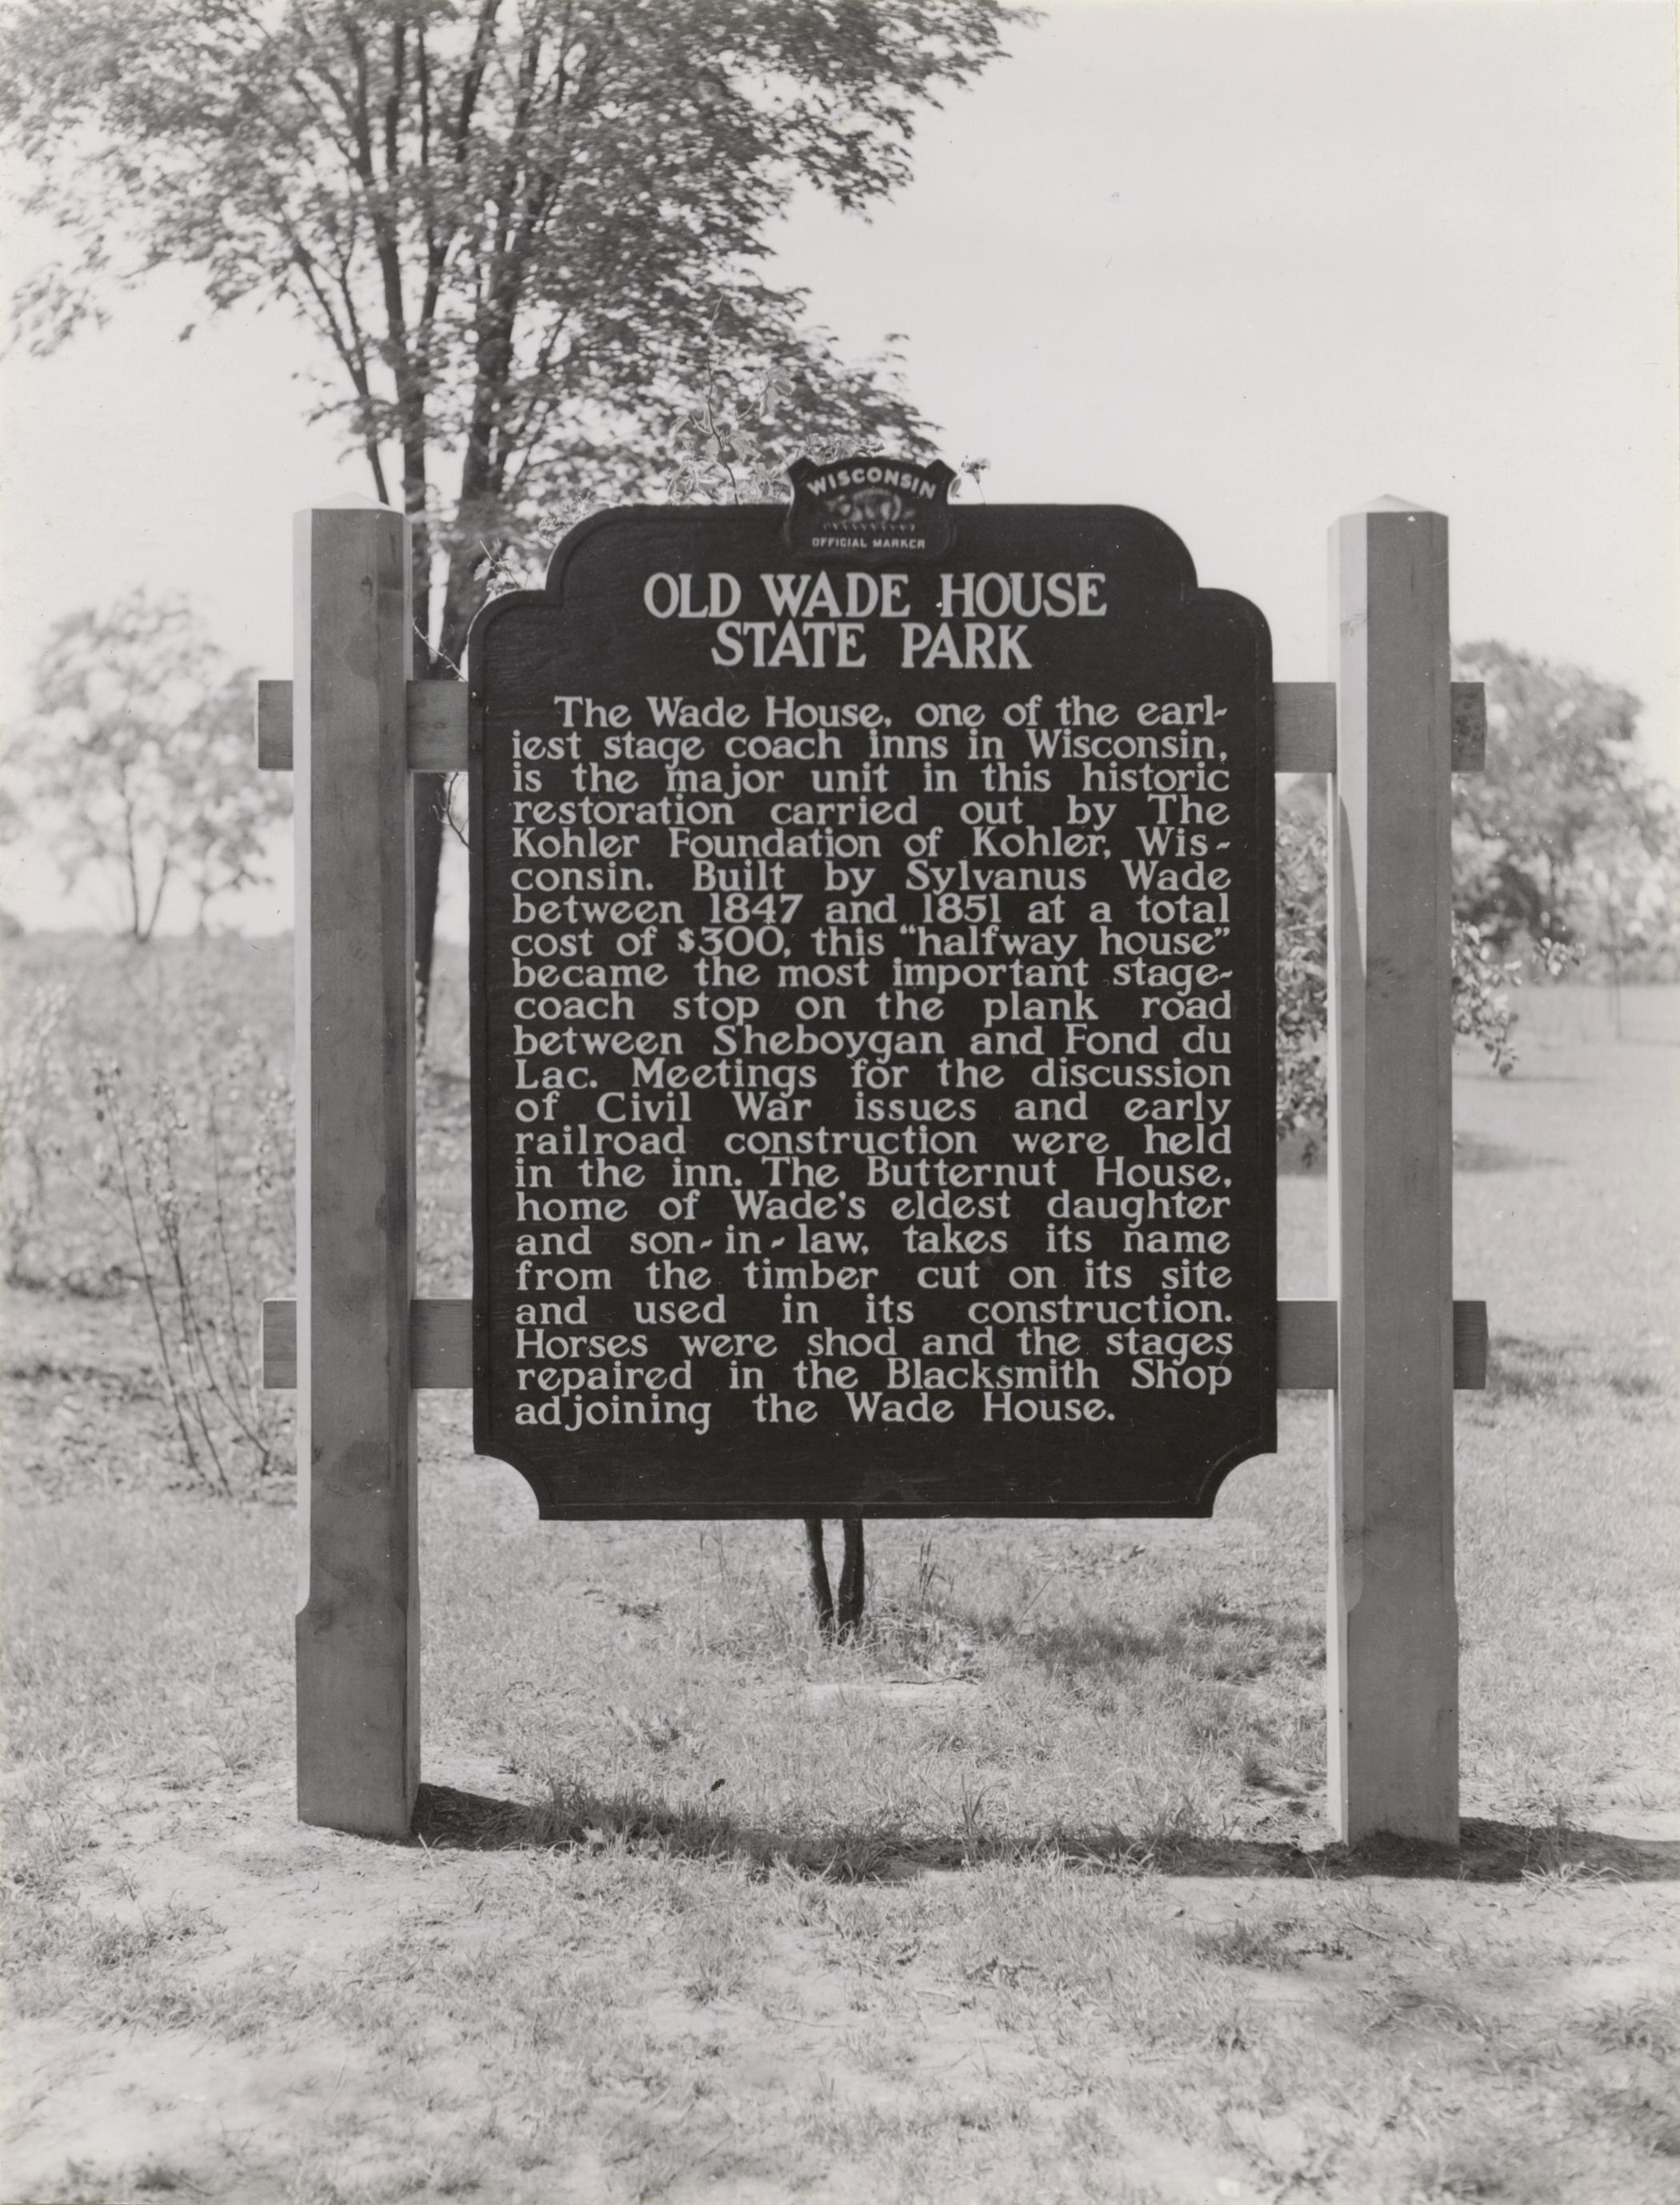 WISCONSIN
OFFICIAL MARKER
OLD WADE HOUSE
STATE PARK
The Wade House, one of the earl-
iest stage coach inns in Wisconsin,
is the major unit in this historic
restoration carried out by The
Kohler Foundation of Kohler, Wis-
consin. Built by Sylvanus Wade
between 1847 and 1851 at a total
cost of $300, this “halfway house”
became the most important stage-
coach stop on the plank road
between Sheboygan and Fond du
Lac. Meetings for the discussion
of Civil War issues and early
railroad construction were held
in the inn. The Butternut House,
home of Wade's eldest daughter
and son-in-law, takes its name
from the timber cut on its site
and used in its construction.
Horses were shod and the stages
repaired in the Blacksmith Shop
adjoining the Wade House.